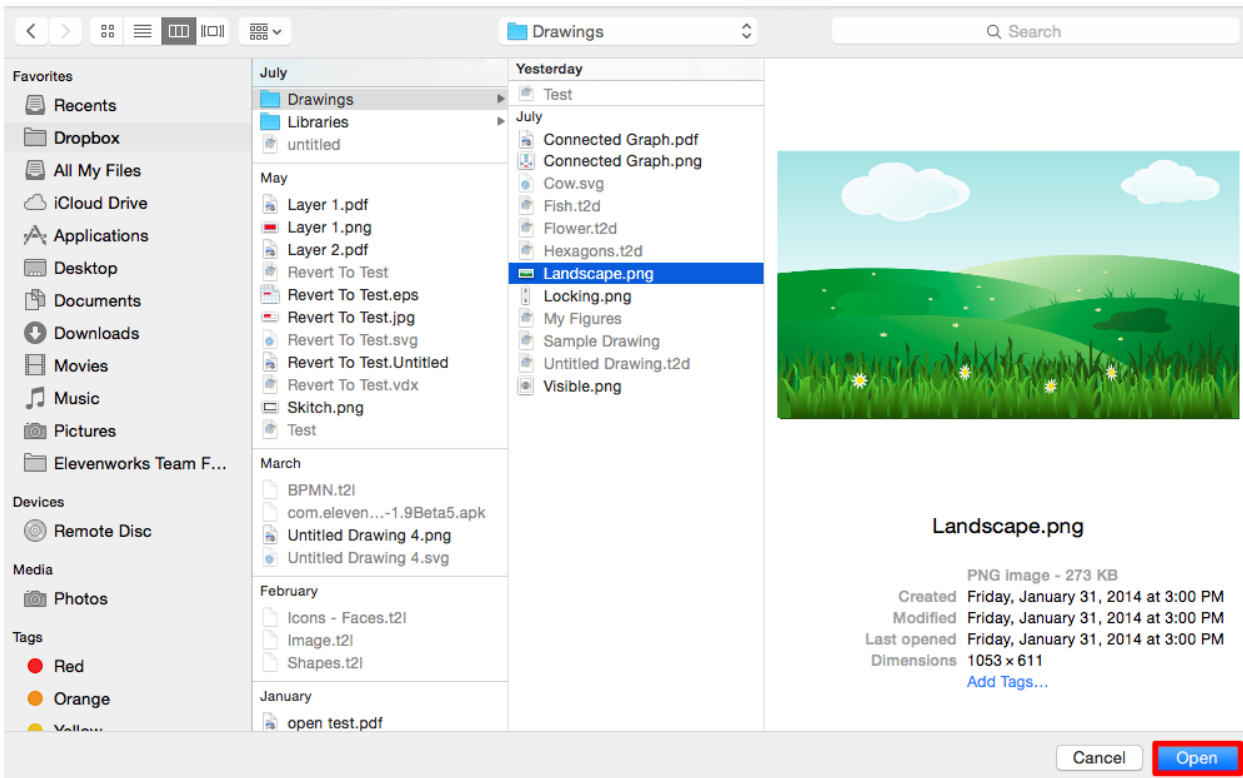 Drawings
Search
Favorites
Recents
Dropbox
All My Files
iCloud Drive
Applications
Desktop
Documents
Downloads
Movies
Music
Pictures
Elevenworks Team F...
Devices
Remote Disc
Media
Photos
Tags
Red
Orange
Yellow
July
Drawings
Libraries
untitled
May
Layer 1.pdf
Layer 1.png
Layer 2.pdf
Revert To Test
Revert To Test.eps
Revert To Test.jpg
Revert To Test.svg
Revert To Test.Untitled
Revert To Test.vdx
Skitch.png
Test
March
BPMN.t2l
com.eleven...-1.9Beta5.apk
Untitled Drawing 4.png
Untitled Drawing 4.svg
February
Icons - Faces.t2l
Image.t2l
Shapes.t2l
January
open test.pdf
Yesterday
Test
July
Connected Graph.pdf
Connected Graph.png
Cow.svg
Fish.t2d
Flower.t2d
Hexagons.t2d
Landscape.png
Locking.png
My Figures
Sample Drawing
Untitled Drawing.t2d
Visible.png
Landscape.png
PNG image - 273 KB
Created Friday, January 31, 2014 at 3:00 PM
Modified Friday, January 31, 2014 at 3:00 PM
Last opened Friday, January 31, 2014 at 3:00 PM
Dimensions 1053 × 611
Add Tags...
Cancel
Open